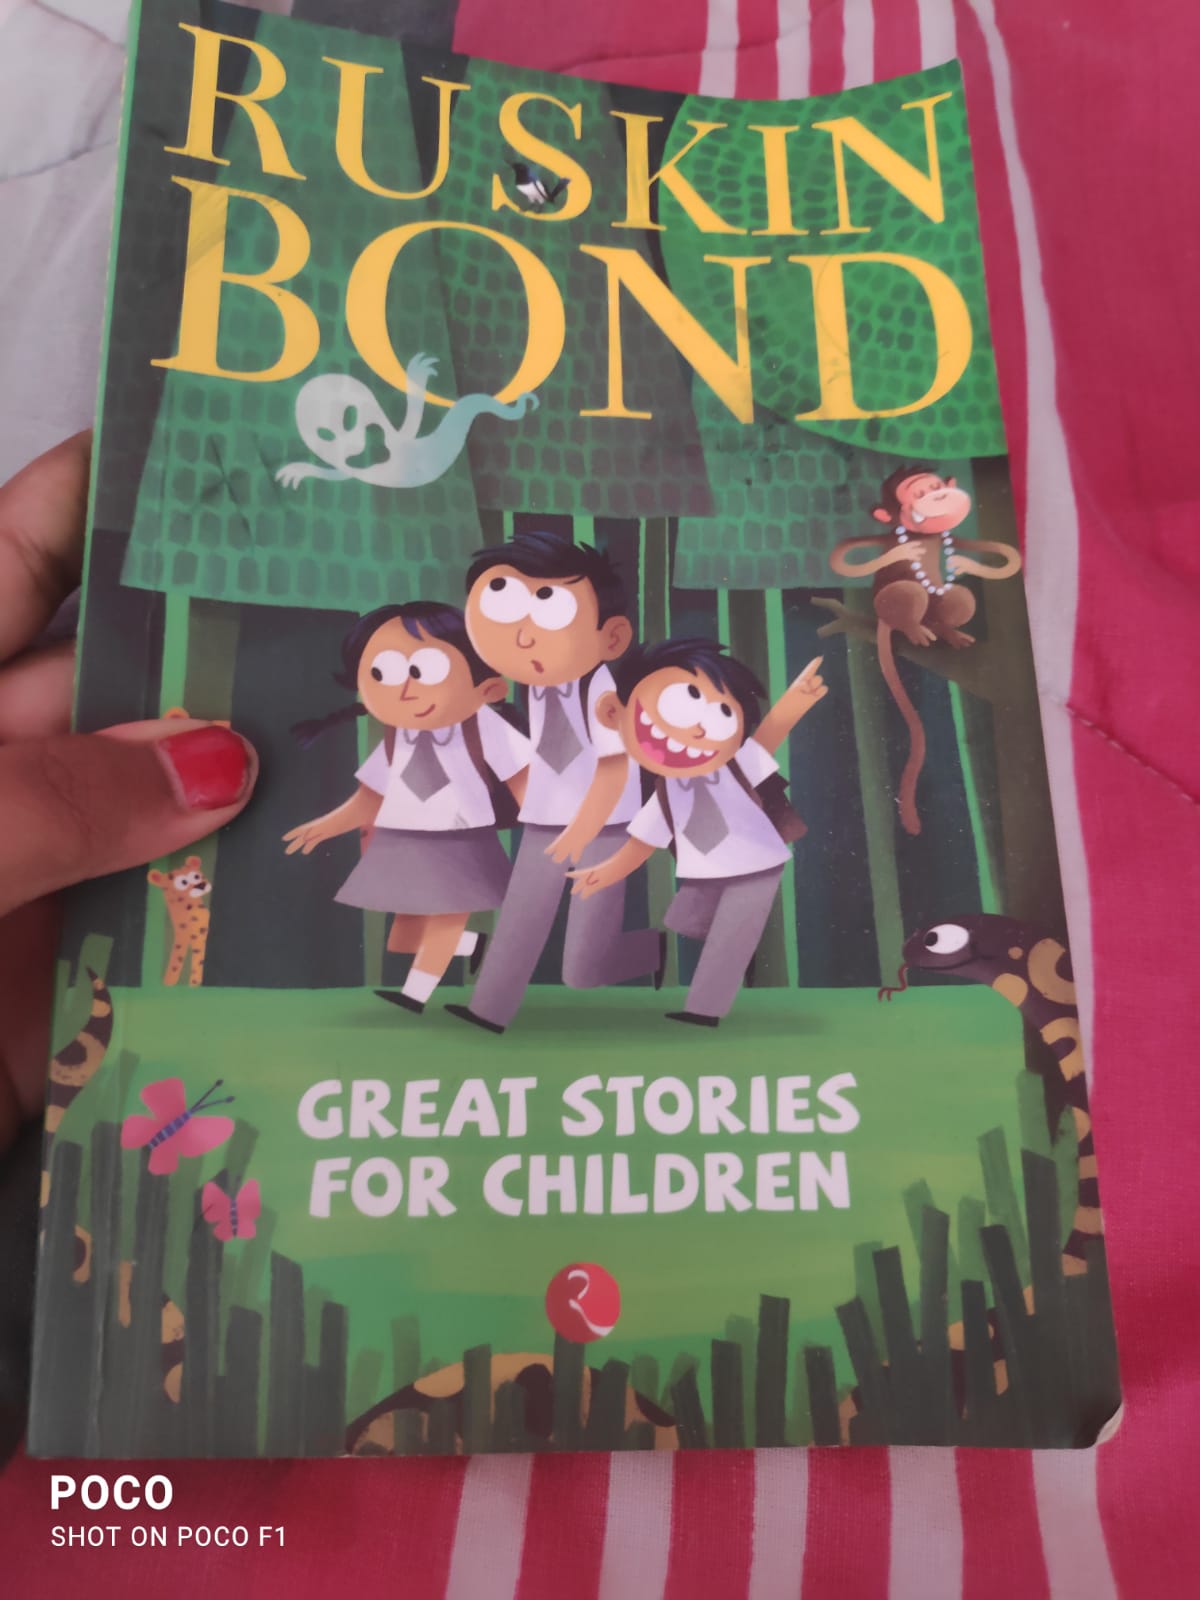 RUSKIN
BOND
GREAT STORIES
FOR CHILDREN
POCO
SHOT ON POCO F1